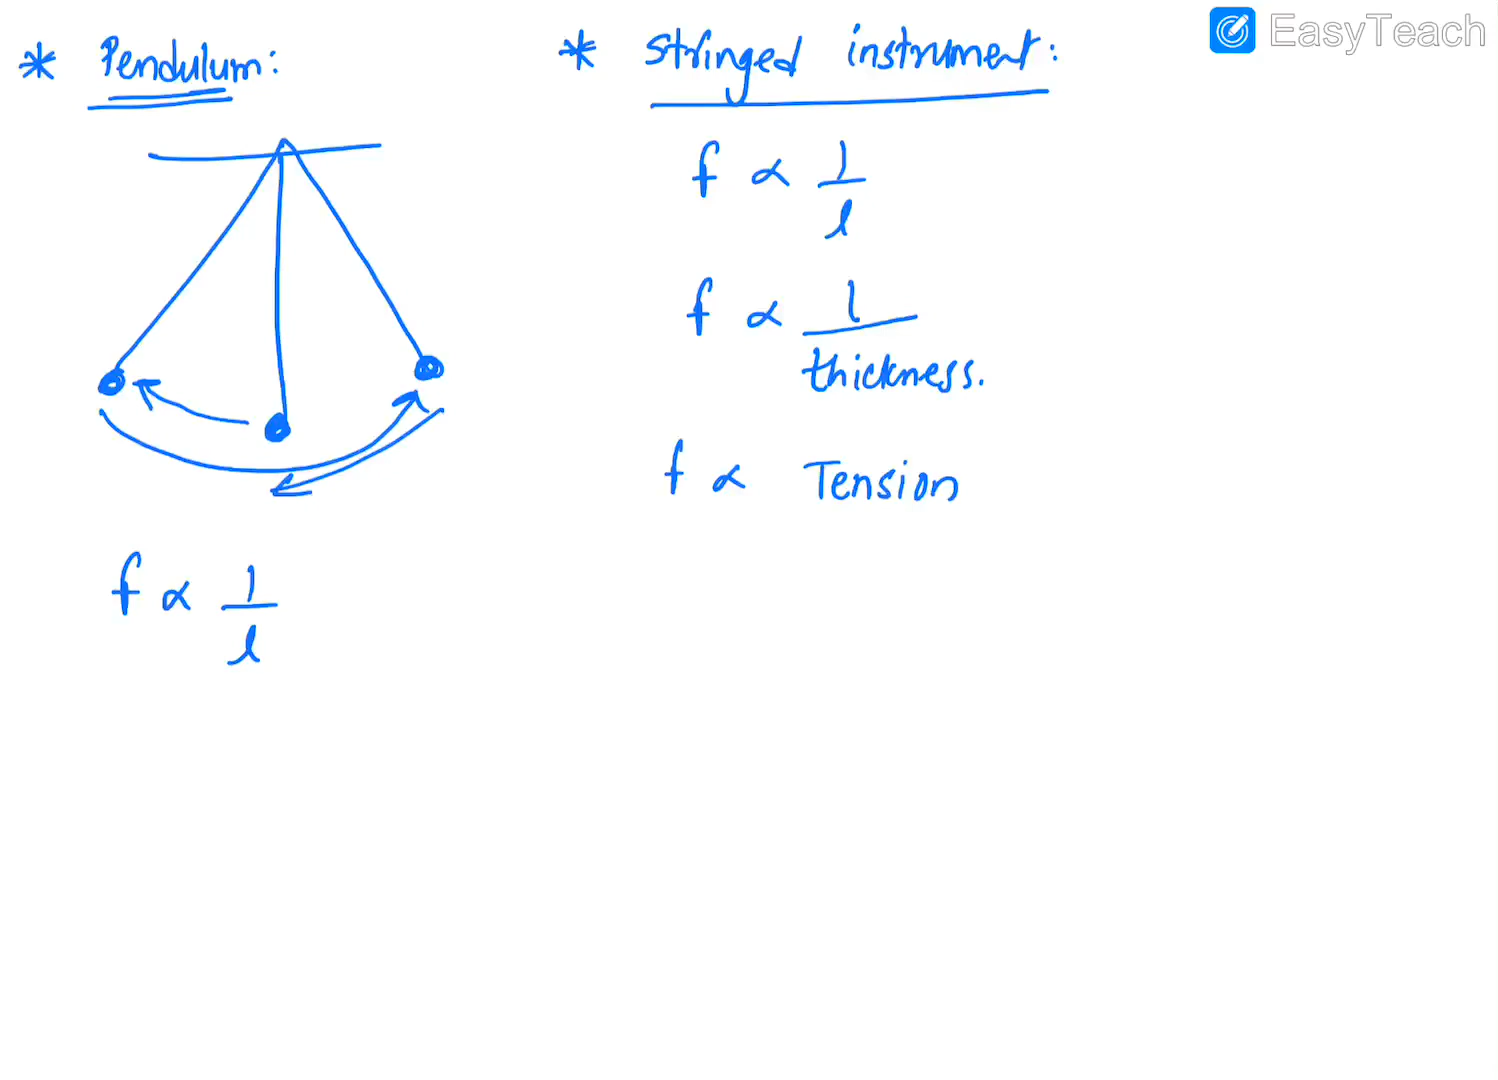 * Pendulum:
f ∝ 1/l
* Stringed instrument:
f ∝ 1/l
f ∝ 1/thickness.
f ∝ Tension
EasyTeach